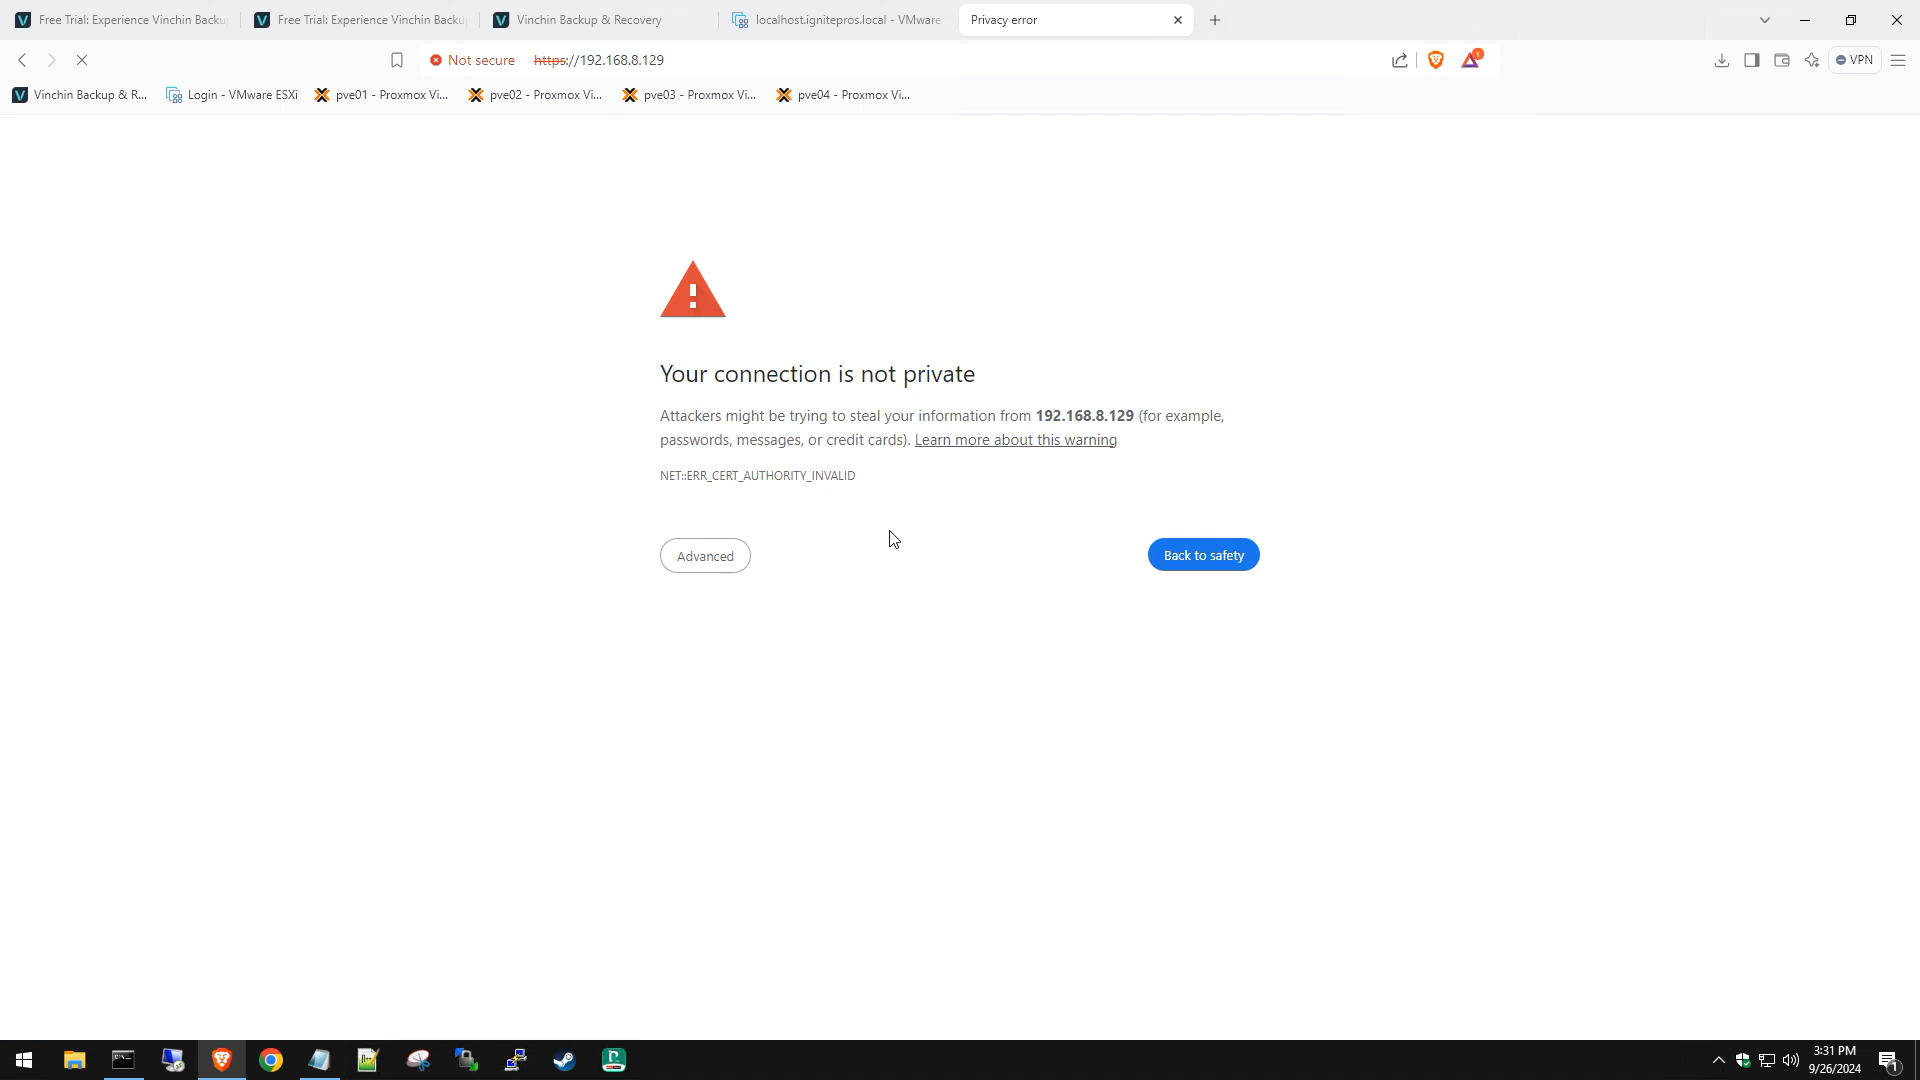 Free Trial: Experience Vinchin Backu
Free Trial: Experience Vinchin Backu
Vinchin Backup & Recovery
localhost.ignitepros.local - VMware
Privacy error
Not secure
https://192.168.8.129
1
VPN
Vinchin Backup & R...
Login - VMware ESXi
pve01 - Proxmox Vi...
pve02 - Proxmox Vi...
pve03 - Proxmox Vi...
pve04 - Proxmox Vi...
Your connection is not private
Attackers might be trying to steal your information from 192.168.8.129 (for example,
passwords, messages, or credit cards). Learn more about this warning
NET::ERR_CERT_AUTHORITY_INVALID
Advanced
Back to safety
3:31 PM
9/26/2024
1